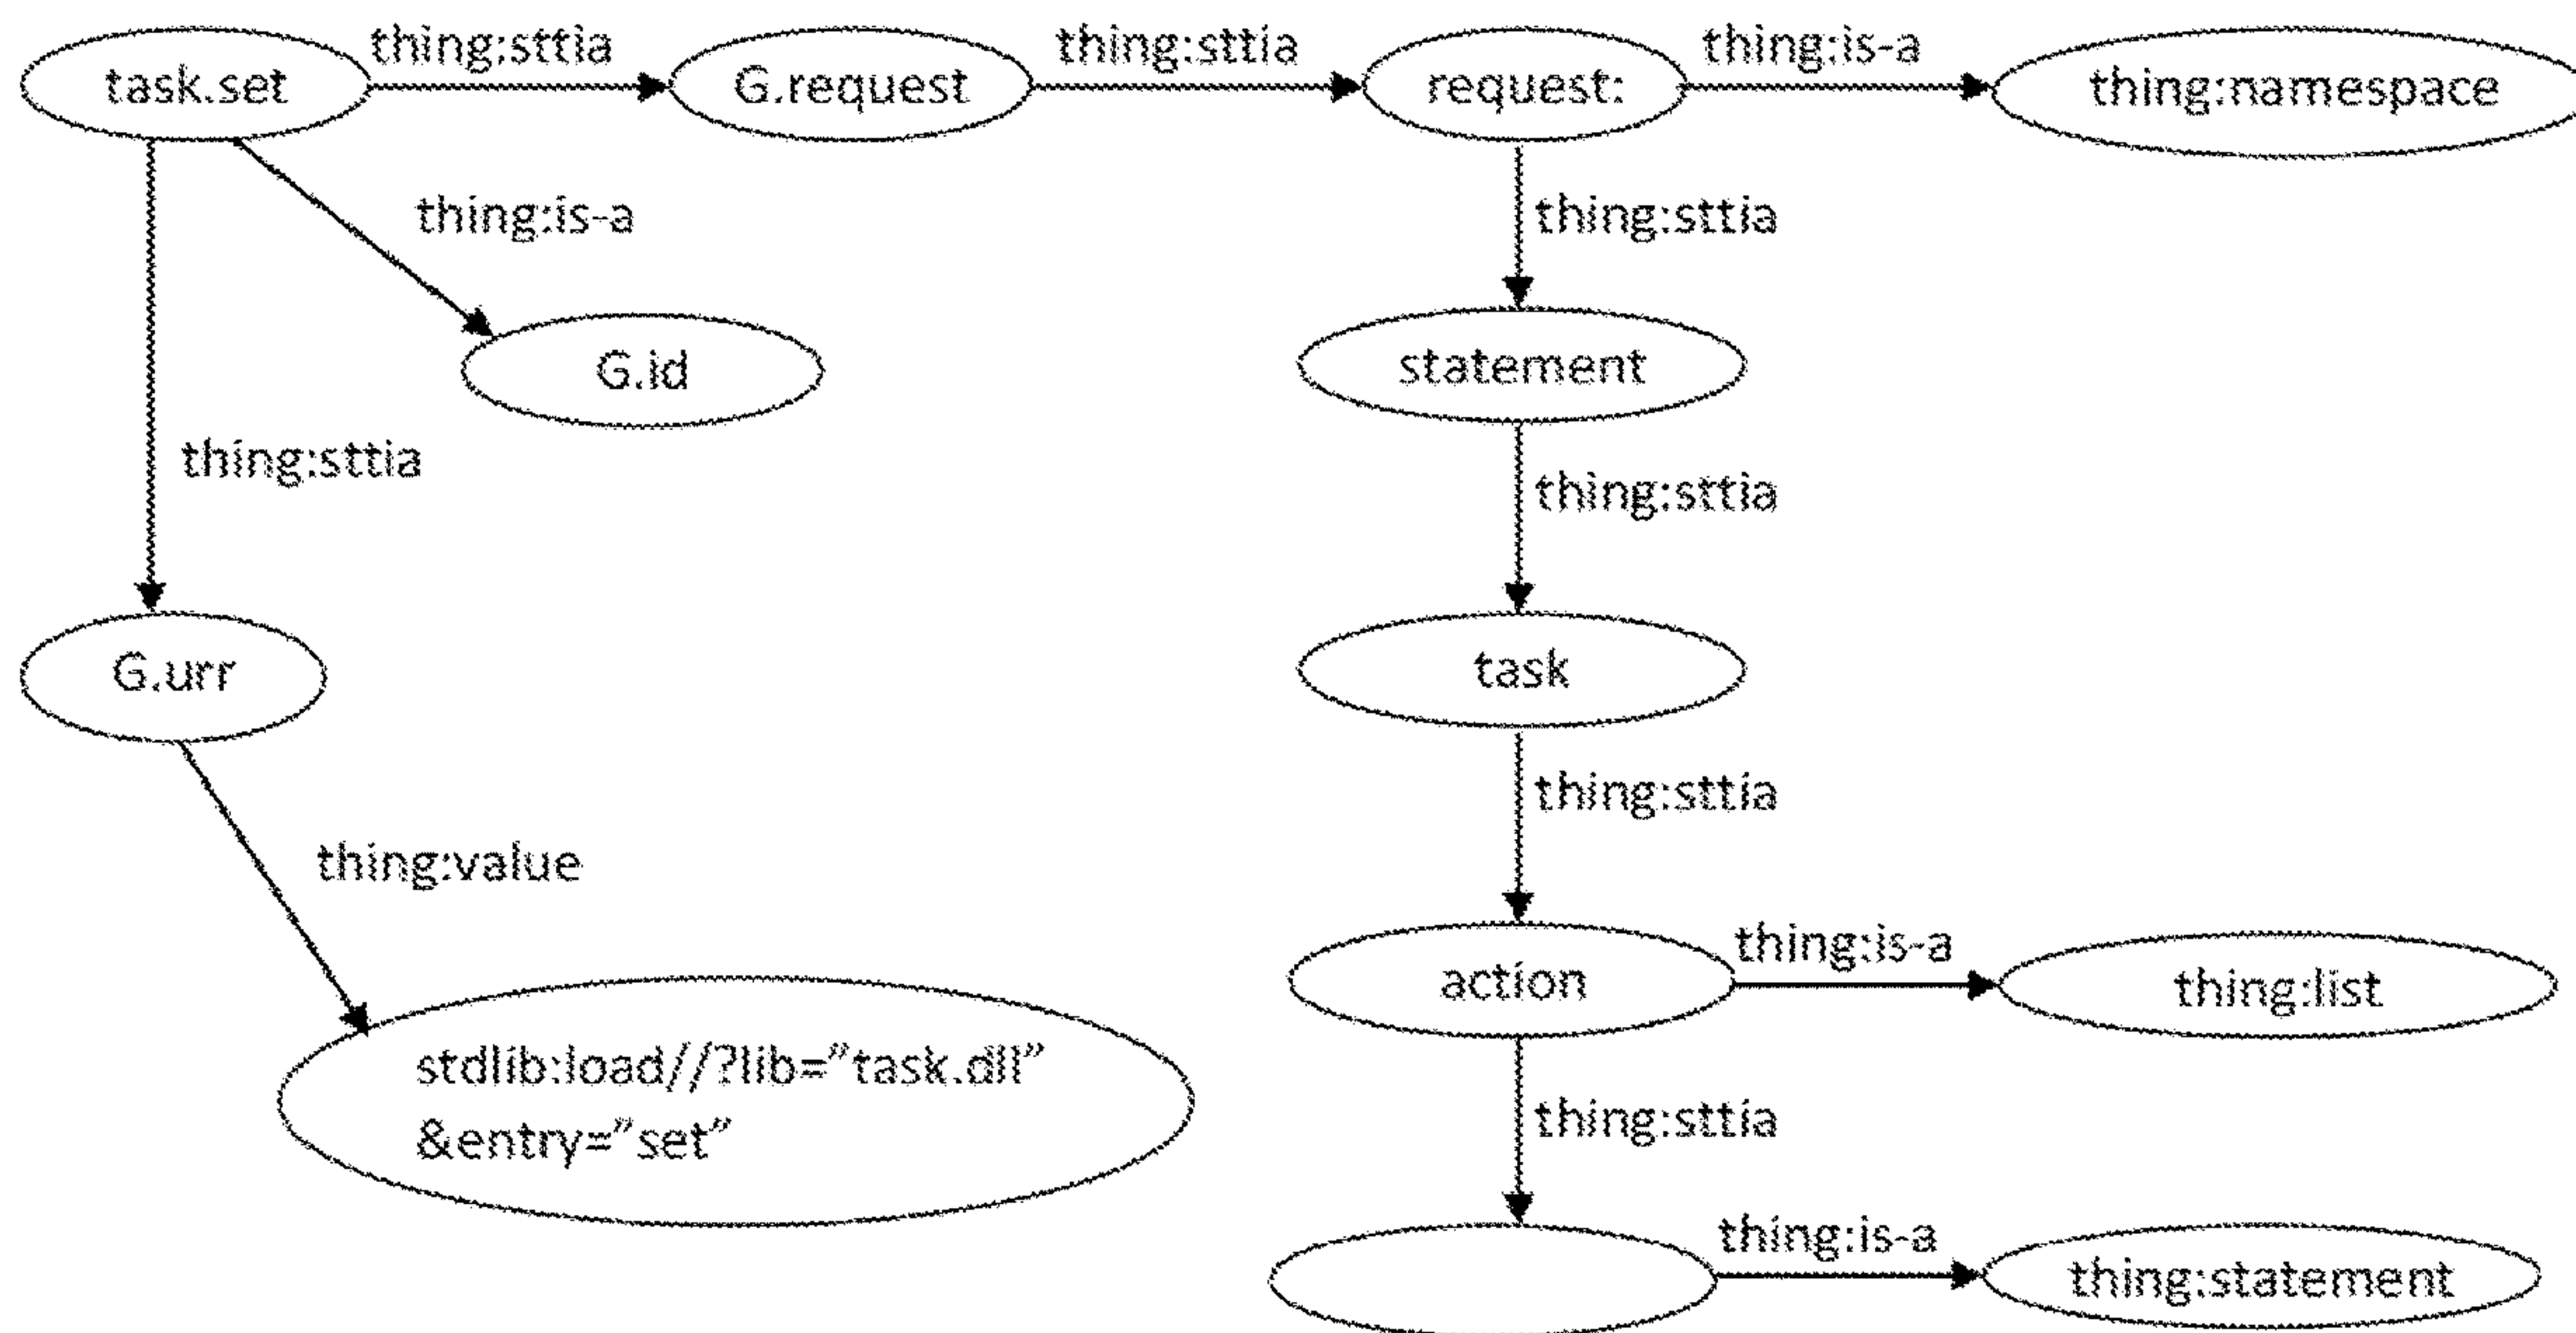 thing:sttia
thing:sttia
thing:is-a
task.set
G.request
request:
thing:namespace
thing:is-a
thing:sttia
G.id
statement
thing:sttia
thing:sttia
G.urr
task
thing:sttia
thing:value
thing:is-a
action
thing:list
stdlib:load//?lib=”task.dll”
&entry=”set”
thing:sttia
thing:is-a
thing:statement